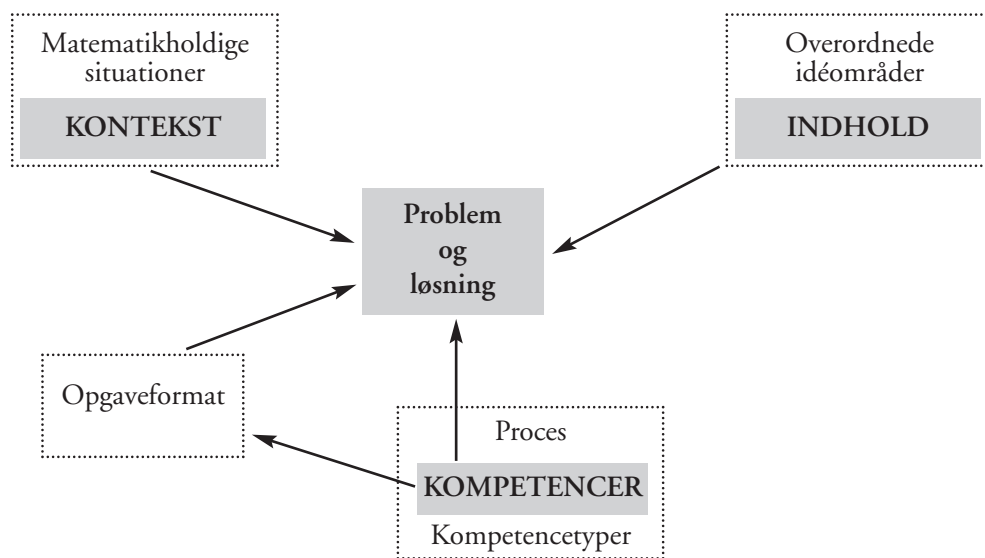 Matematikholdige
situationer
KONTEKST
Overordnede
idéområder
INDHOLD
Problem
og
løsning
Opgaveformat
Proces
KOMPETENCER
Kompetencetyper